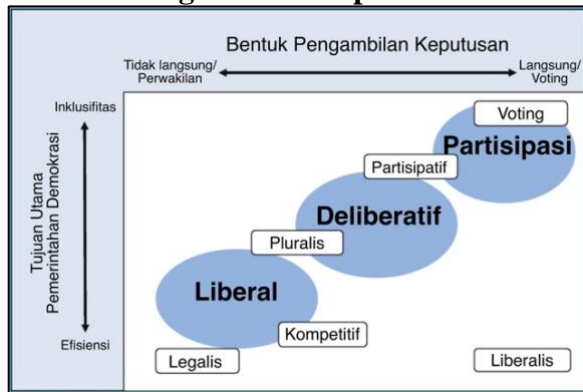 Bentuk Pengambilan Keputusan
Tidak langsung/
Perwakilan
Langsung/
Voting
Inklusifitas
Tujuan Utama
Pemerintahan Demokrasi
Efisiensi
Voting
Partisipasi
Partisipatif
Deliberatif
Pluralis
Liberal
Kompetitif
Legalis
Liberalis